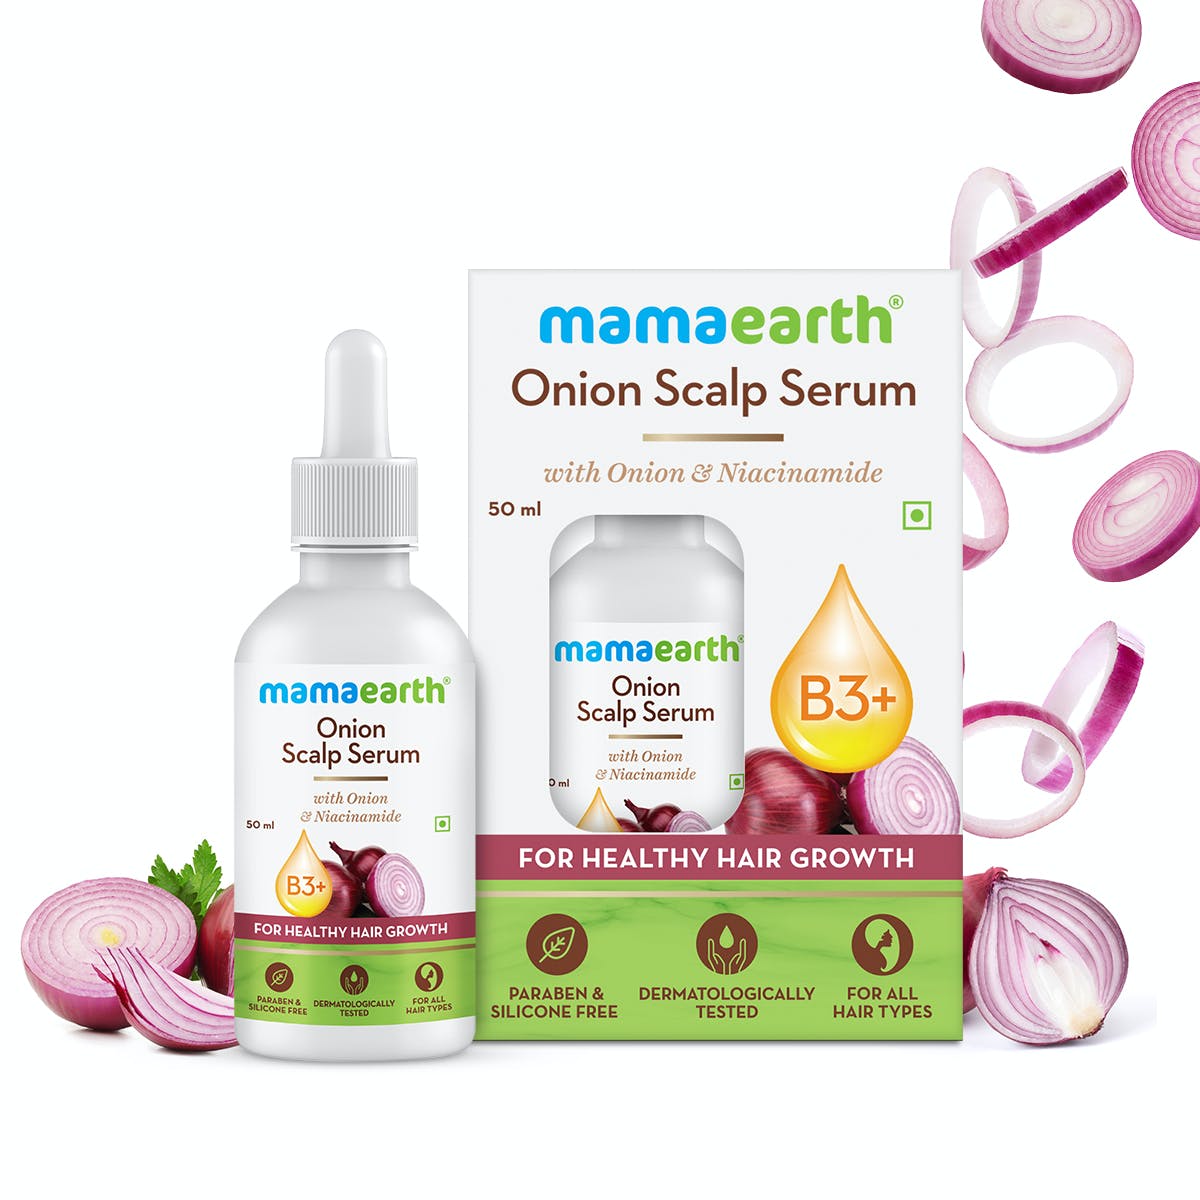 mamaearth®
Onion Scalp Serum
with Onion & Niacinamide
50 ml
mamaearth®
Onion
Scalp Serum
with Onion
& Niacinamide
0 ml
B3+
FOR HEALTHY HAIR GROWTH
PARABEN &
SILICONE FREE
DERMATOLOGICALLY
TESTED
FOR ALL
HAIR TYPES
mamaearth®
Onion
Scalp Serum
with Onion
& Niacinamide
50 ml
B3+
FOR HEALTHY HAIR GROWTH
PARABEN &
SILICONE FREE
DERMATOLOGICALLY
TESTED
FOR ALL
HAIR TYPES